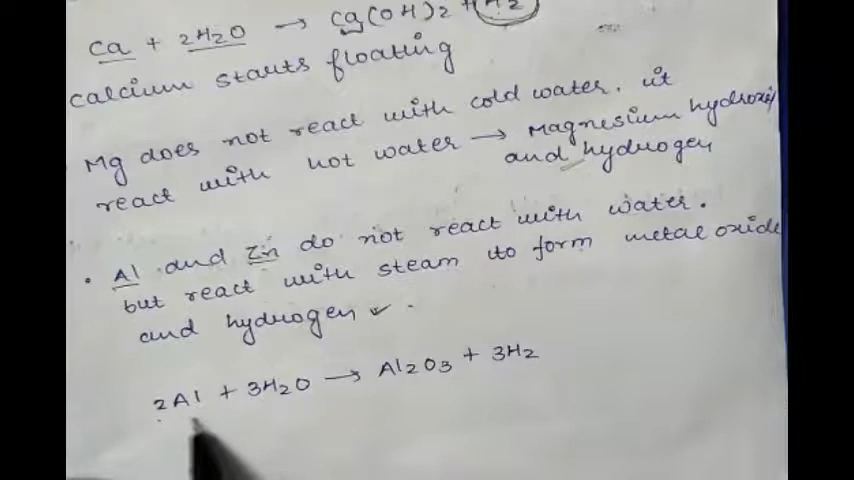 Ca + 2H2O → Ca(OH)2 + H2
calcium starts floating
Mg does not react with cold water. it
react with hot water → Magnesium hydroxi
and hydrogen
• Al and Zn do not react with water.
but react with steam to form metal oxide
and hydrogen ✓ .
2Al + 3H2O → Al2O3 + 3H2